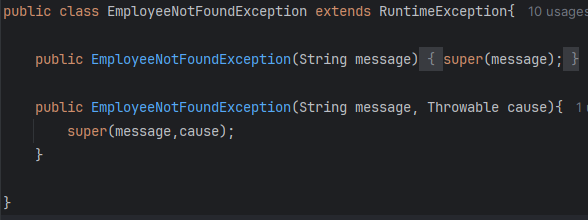 public class EmployeeNotFoundException extends RuntimeException{ 10 usages
public EmployeeNotFoundException(String message) { super(message); }
public EmployeeNotFoundException(String message, Throwable cause){ 1
super(message,cause);
}
}